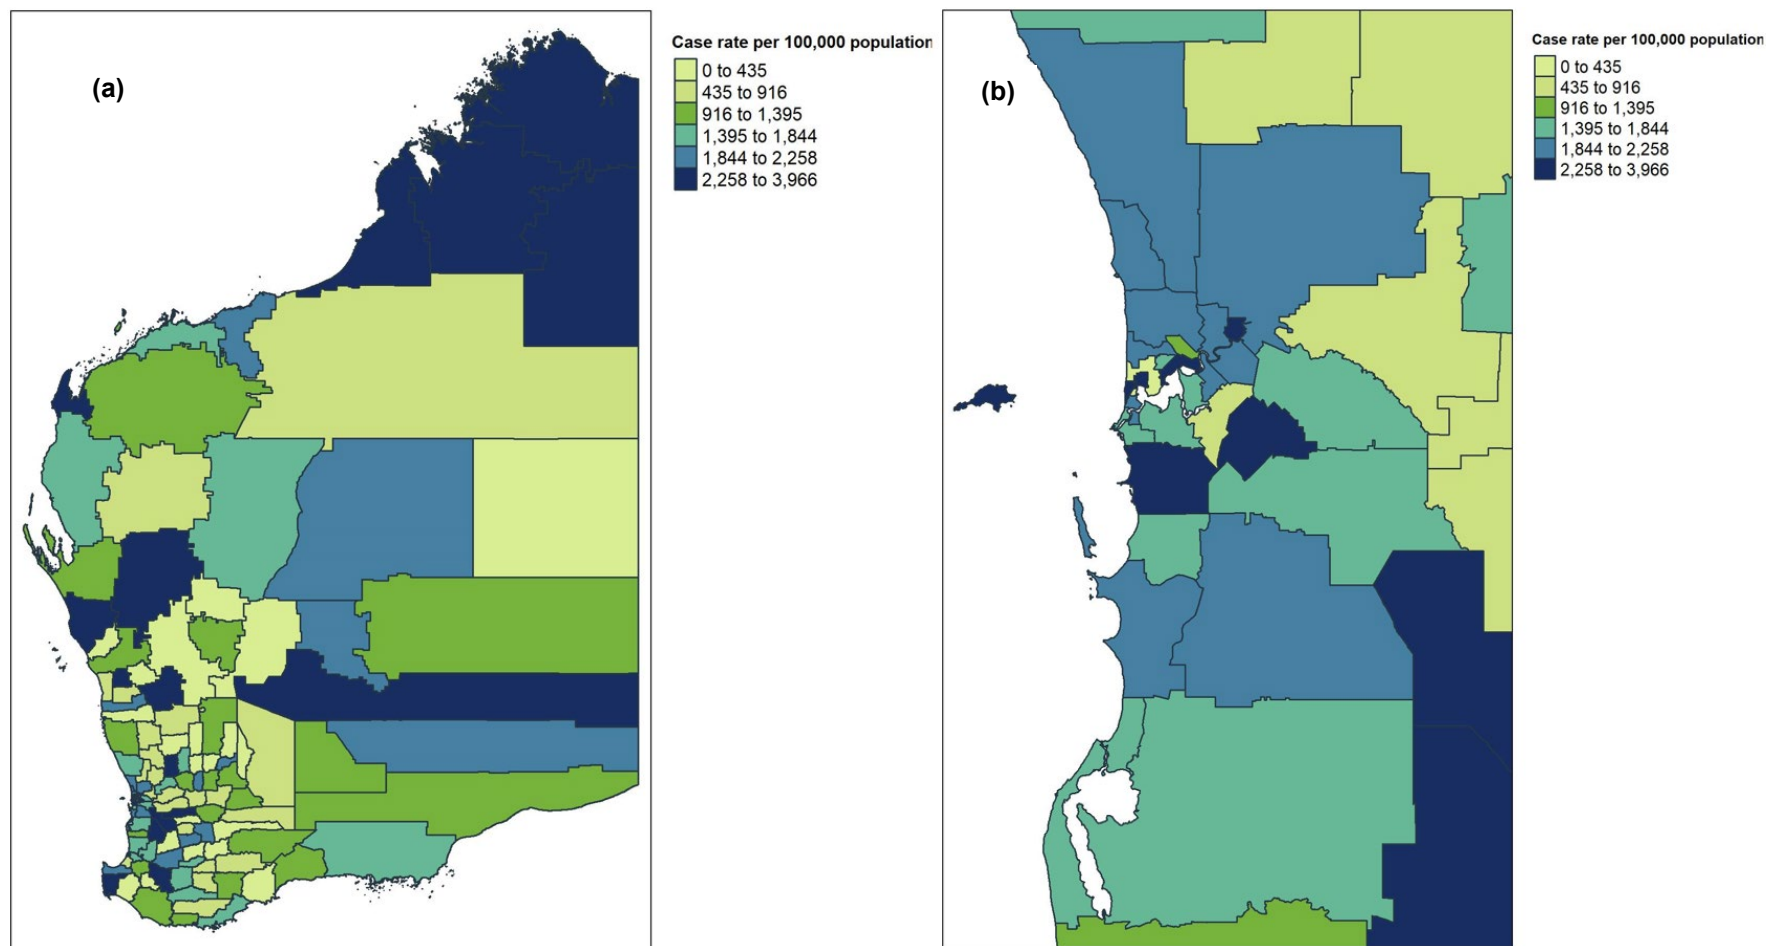 (a)
Case rate per 100,000 population
0 to 435
435 to 916
916 to 1,395
1,395 to 1,844
1,844 to 2,258
2,258 to 3,966
(b)
Case rate per 100,000 population
0 to 435
435 to 916
916 to 1,395
1,395 to 1,844
1,844 to 2,258
2,258 to 3,966